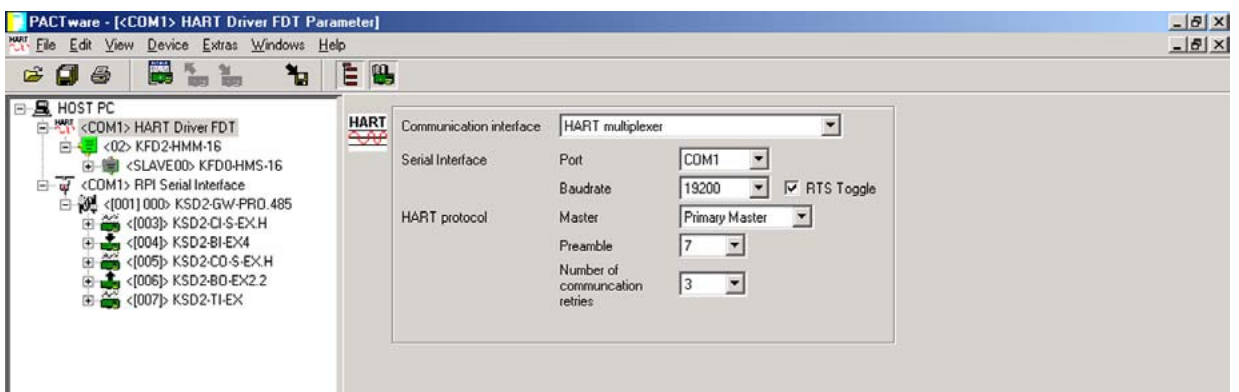 PACTware - [<COM1> HART Driver FDT Parameter]
HART File Edit View Device Extras Windows Help
HOST PC
<COM1> HART Driver FDT
<02> KFD2-HMM-16
<SLAVE00> KFD0-HMS-16
<COM1> RPI Serial Interface
<[001] 000> KSD2-GW-PRO.485
<[003]> KSD2-CI-S-EX.H
<[004]> KSD2-BI-EX4
<[005]> KSD2-CO-S-EX.H
<[006]> KSD2-BO-EX2.2
<[007]> KSD2-TI-EX
HART
Communication interface HART multiplexer
Serial Interface Port COM1
Baudrate 19200 RTS Toggle
HART protocol Master Primary Master
Preamble 7
Number of
communcation 3
retries